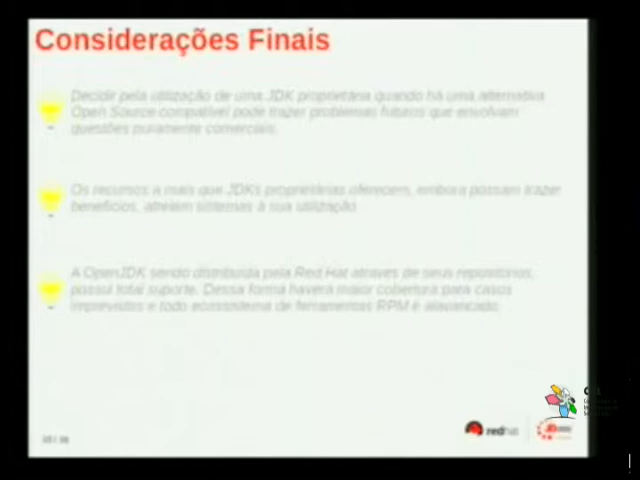 Considerações Finais
Decidir pela utilização de uma JDK proprietária quando há uma alternativa
Open Source compatível pode trazer problemas futuros que envolvam
questões puramente comerciais.
Os recursos a mais que JDKs proprietárias oferecem, embora possam trazer
benefícios, atrelam sistemas à sua utilização
A OpenJDK sendo distribuída pela Red Hat através de seus repositórios,
possui total suporte. Dessa forma haverá maior cobertura para casos
imprevistos e todo ecossistema de ferramentas RPM é alavancado.
redhat